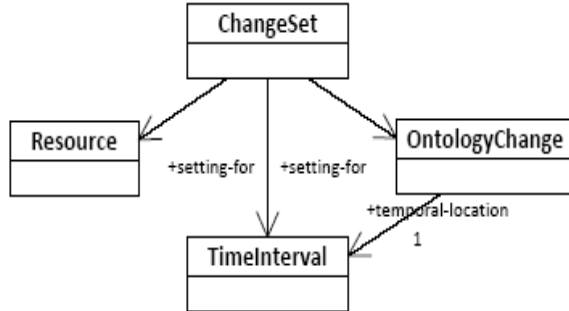 ChangeSet
Resource
OntologyChange
+setting-for
+setting-for
+temporal-location
1
TimeInterval